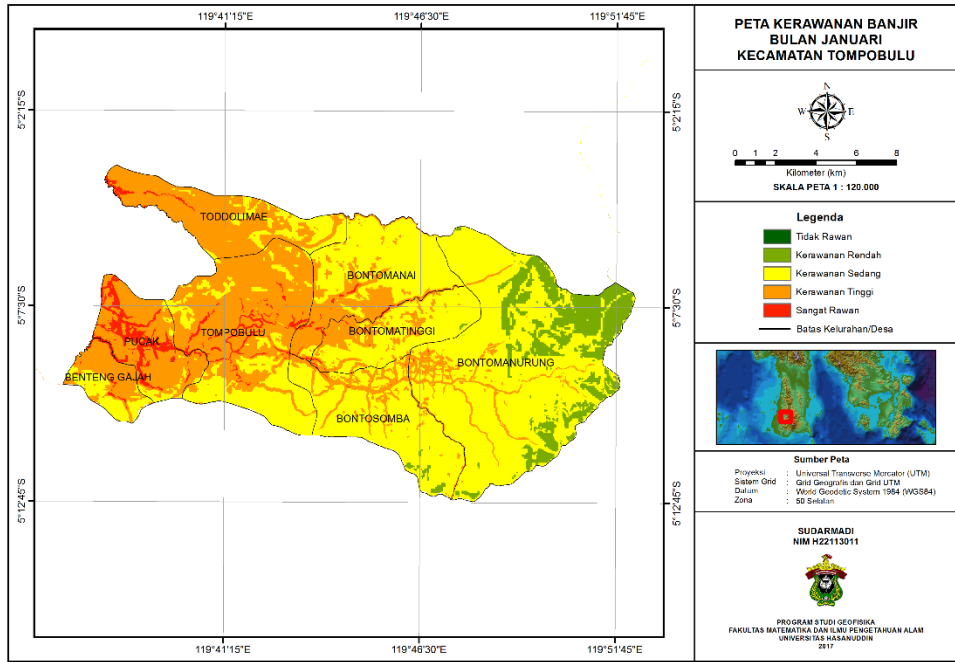 119°41'15"E 119°46'30"E 119°51'45"E
5°2'15"S 5°2'15"S
5°7'30"S 5°7'30"S
5°12'45"S 5°12'45"S
119°41'15"E 119°46'30"E 119°51'45"E
TODDOLIMAE
BONTOMANAI
TOMPOBULU
BONTOMATINGGI
PUCAK
BONTOMANURUNG
BENTENG GAJAH
BONTOSOMBA
PETA KERAWANAN BANJIR
BULAN JANUARI
KECAMATAN TOMPOBULU
N
W E
S
0 1 2 4 6 8
Kilometer (km)
SKALA PETA 1 : 120.000
Legenda
Tidak Rawan
Kerawanan Rendah
Kerawanan Sedang
Kerawanan Tinggi
Sangat Rawan
Batas Kelurahan/Desa
Sumber Peta
Proyeksi : Universal Transverse Mercator (UTM)
Sistem Grid : Grid Geografis dan Grid UTM
Datum : World Geodetic System 1984 (WGS84)
Zona : 50 Selatan
SUDARMADI
NIM H22113011
PROGRAM STUDI GEOFISIKA
FAKULTAS MATEMATIKA DAN ILMU PENGETAHUAN ALAM
UNIVERSITAS HASANUDDIN
2017